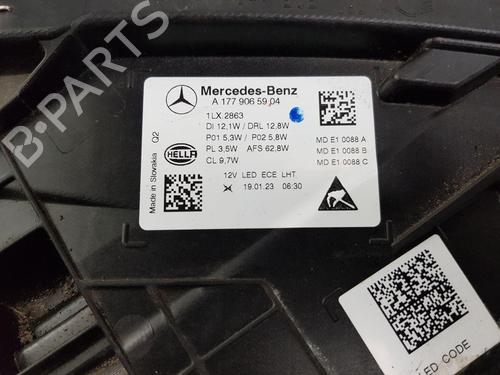 Mercedes-Benz
A 177 906 59 04
1LX 2863
DI 12,1W / DRL 12,8W
P01 5,3W / P02 5,8W
PL 3,5W AFS 62,8W
CL 9,7W
HELLA
12V LED ECE LHT
19.01.23 06:30
MD E1 0088 A
MD E1 0088 B
MD E1 0088 C
Made in Slovakia Q2
LED CODE
B-PARTS